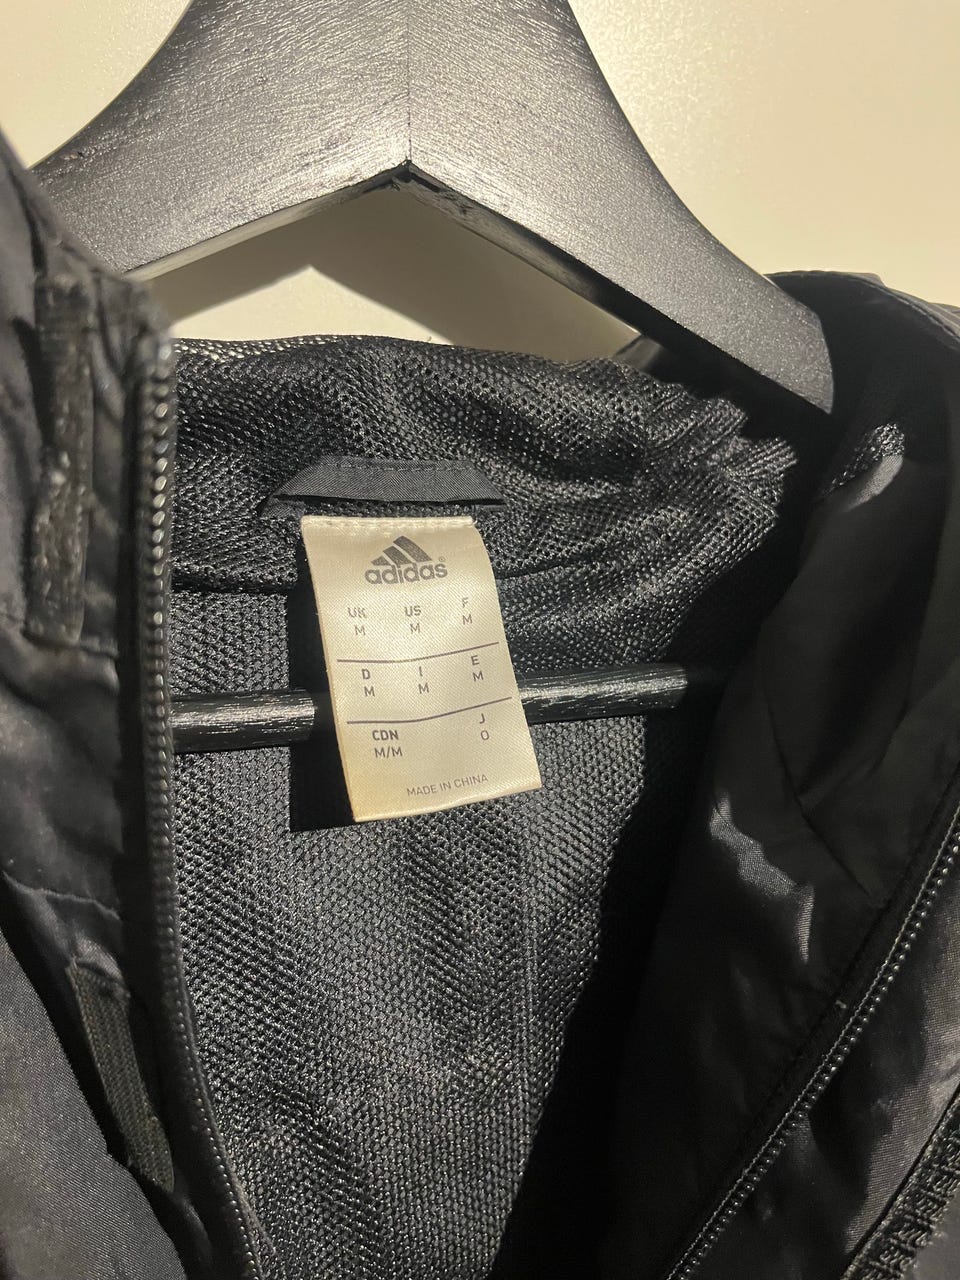 adidas®
UK US F
M M M
D I E
M M M
CDN J
M/M O
MADE IN CHINA